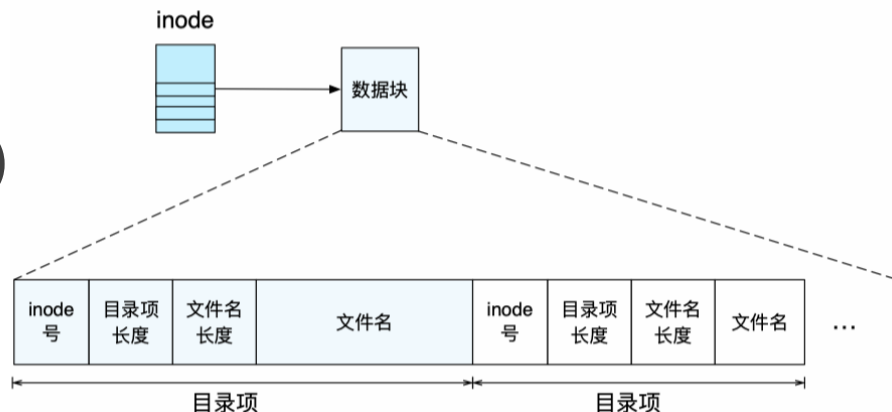 inode
数据块
inode
号
目录项
长度
文件名
长度
文件名
inode
号
目录项
长度
文件名
长度
文件名
...
目录项
目录项